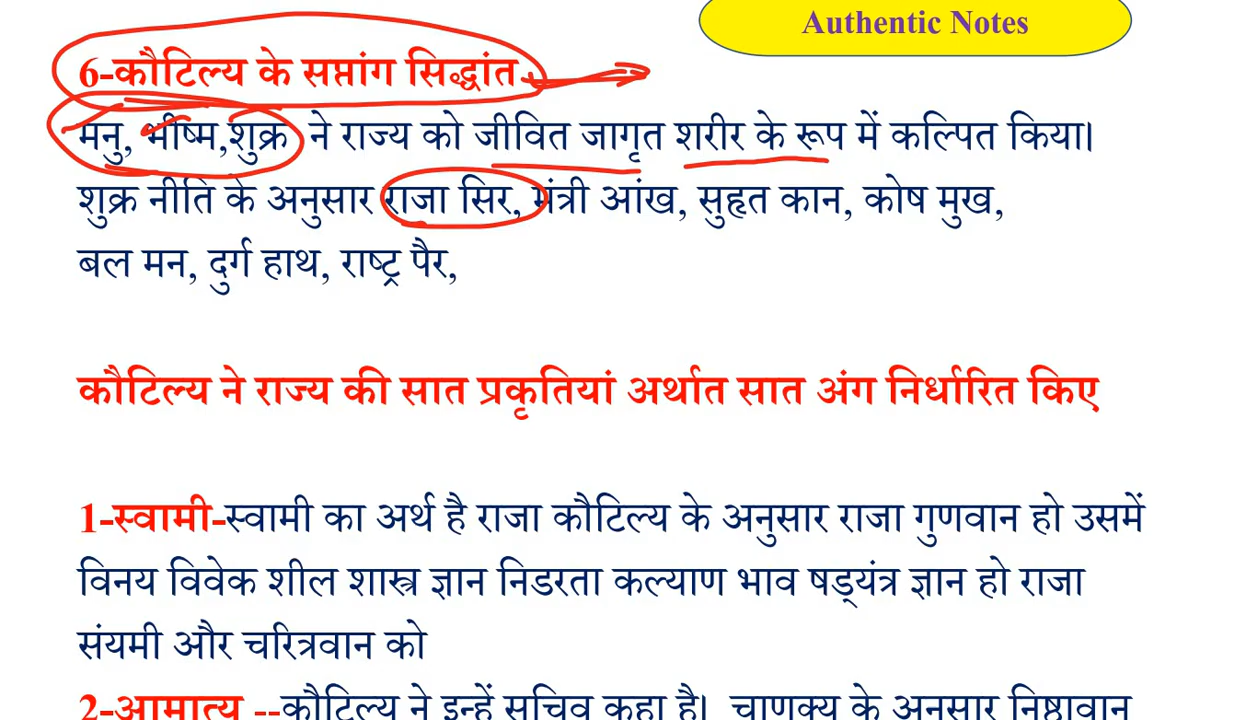 Authentic Notes
6-कौटिल्य के सप्तांग सिद्धांत
मनु, भीष्म,शुक्र ने राज्य को जीवित जागृत शरीर के रूप में कल्पित किया।
शुक्र नीति के अनुसार राजा सिर, मंत्री आंख, सुहृत कान, कोष मुख,
बल मन, दुर्ग हाथ, राष्ट्र पैर,
कौटिल्य ने राज्य की सात प्रकृतियां अर्थात सात अंग निर्धारित किए
1-स्वामी-स्वामी का अर्थ है राजा कौटिल्य के अनुसार राजा गुणवान हो उसमें
विनय विवेक शील शास्त्र ज्ञान निडरता कल्याण भाव षड्यंत्र ज्ञान हो राजा
संयमी और चरित्रवान को
2-आमात्य --कौटिल्य ने इन्हें सचिव कहा है। चाणक्य के अनुसार निष्ठावान